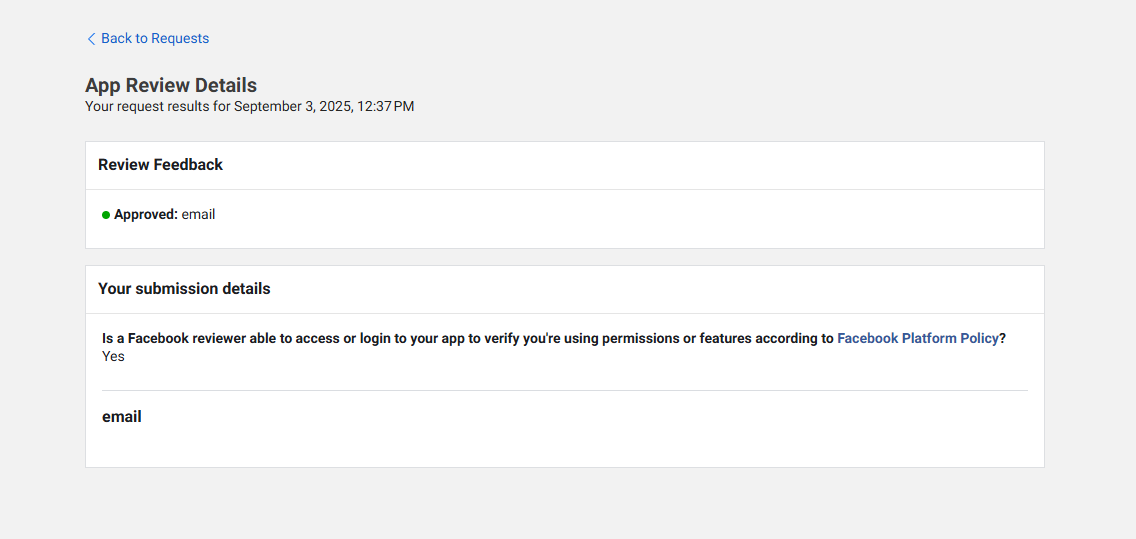 Back to Requests
App Review Details
Your request results for September 3, 2025, 12:37 PM
Review Feedback
Approved: email
Your submission details
Is a Facebook reviewer able to access or login to your app to verify you're using permissions or features according to Facebook Platform Policy?
Yes
email